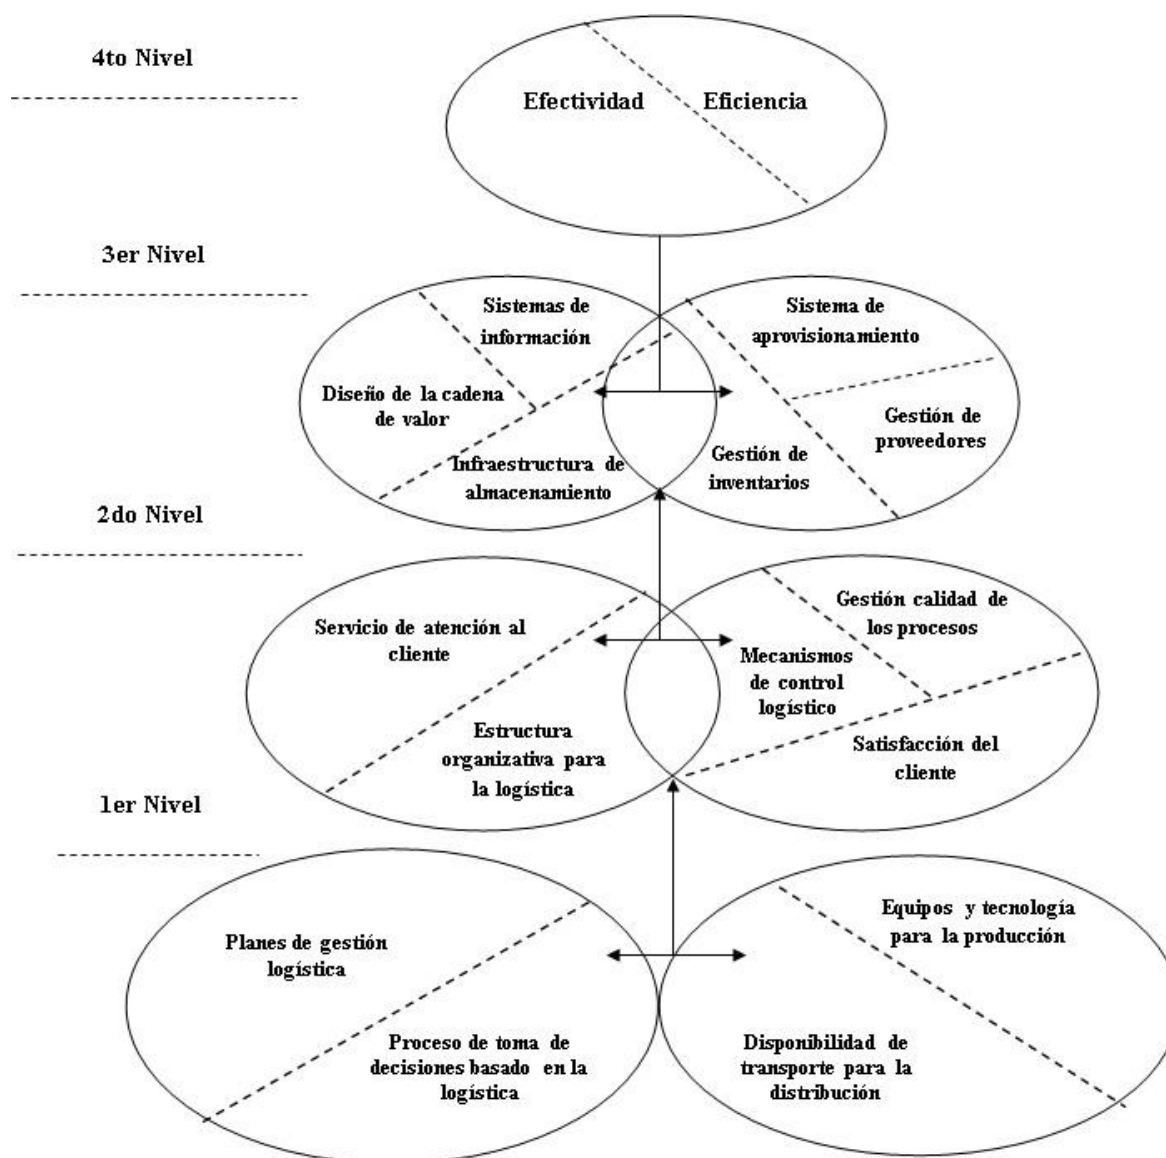 4to Nivel
Efectividad
Eficiencia
3er Nivel
Sistemas de
información
Diseño de la cadena
de valor
Infraestructura de
almacenamiento
Sistema de
aprovisionamiento
Gestión de
proveedores
Gestión de
inventarios
2do Nivel
Servicio de atención al
cliente
Estructura
organizativa para
la logística
Gestión calidad de
los procesos
Mecanismos
de control
logístico
Satisfacción del
cliente
1er Nivel
Planes de gestión
logística
Proceso de toma de
decisiones basado en la
logística
Equipos y tecnología
para la producción
Disponibilidad de
transporte para la
distribución